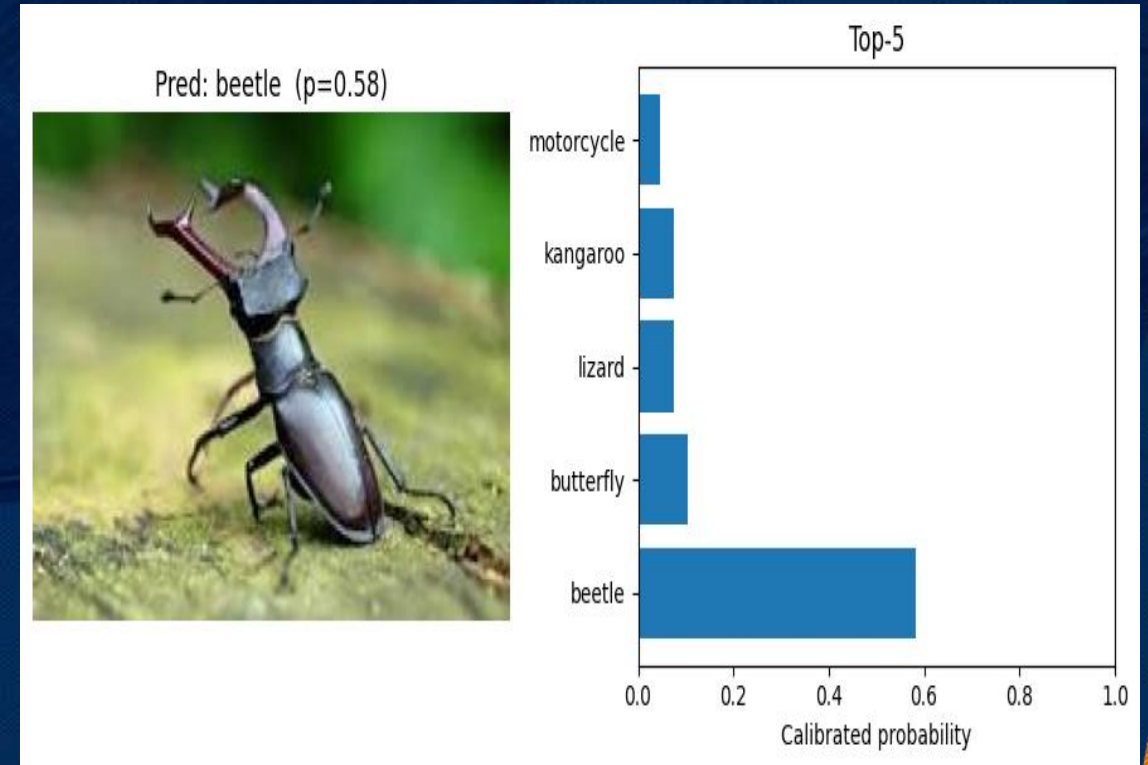 Pred: beetle (p=0.58)
Top-5
motorcycle
kangaroo
lizard
butterfly
beetle
0.0 0.2 0.4 0.6 0.8 1.0
Calibrated probability